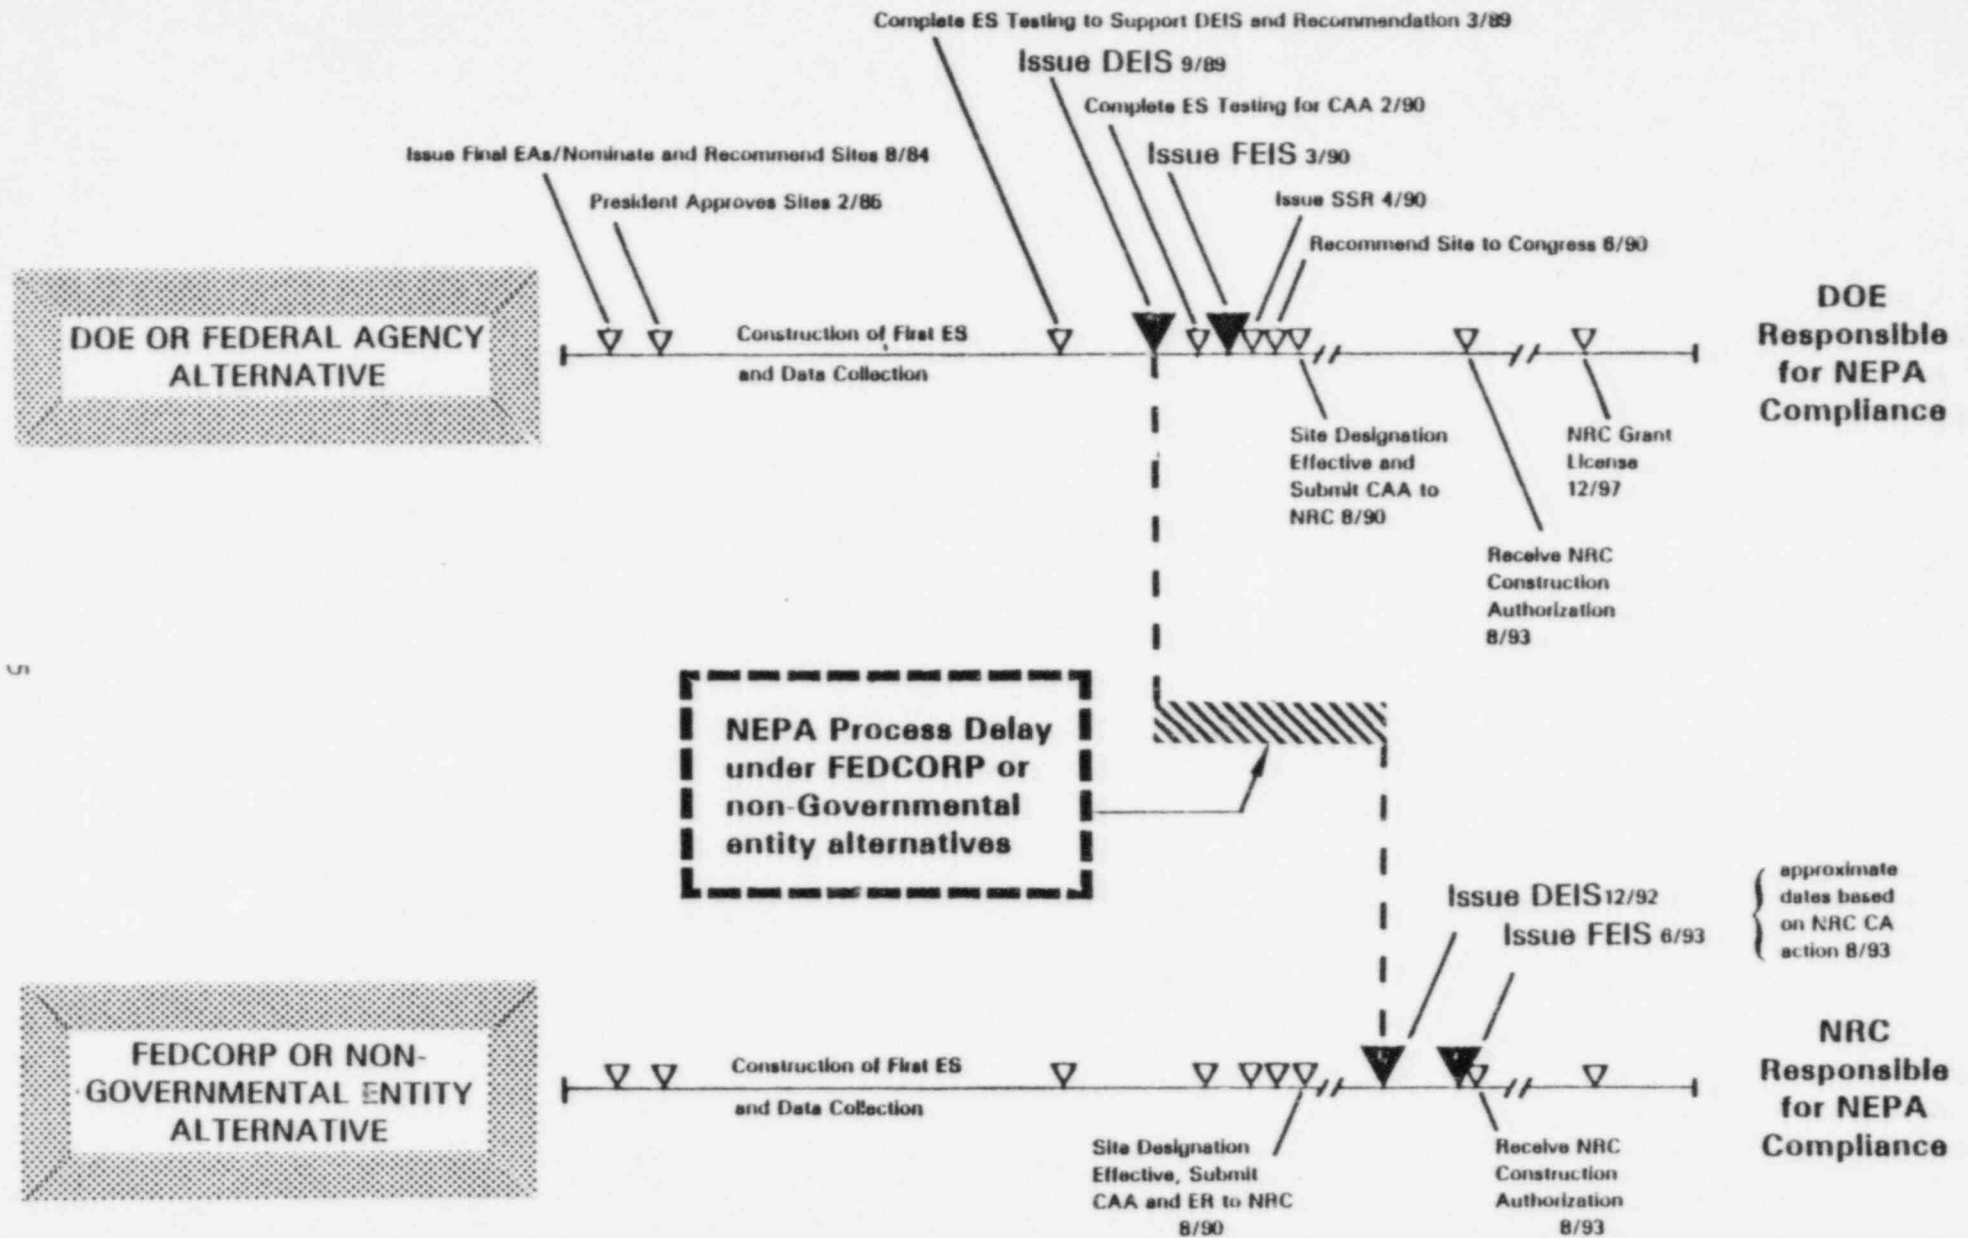 Complete ES Testing to Support DEIS and Recommendation 3/89
Issue DEIS 9/89
Complete ES Testing for CAA 2/90
Issue Final EAs/Nominate and Recommend Sites 8/84
Issue FEIS 3/90
President Approves Sites 2/85
Issue SSR 4/90
Recommend Site to Congress 6/90
DOE OR FEDERAL AGENCY
ALTERNATIVE
Construction of First ES
and Data Collection
DOE
Responsible
for NEPA
Compliance
Site Designation
Effective and
Submit CAA to
NRC 8/90
NRC Grant
License
12/97
Receive NRC
Construction
Authorization
8/93
5
NEPA Process Delay
under FEDCORP or
non-Governmental
entity alternatives
Issue DEIS 12/92
Issue FEIS 6/93
approximate
dates based
on NRC CA
action 8/93
FEDCORP OR NON-
GOVERNMENTAL ENTITY
ALTERNATIVE
Construction of First ES
and Data Collection
NRC
Responsible
for NEPA
Compliance
Site Designation
Effective, Submit
CAA and ER to NRC
8/90
Receive NRC
Construction
Authorization
8/93